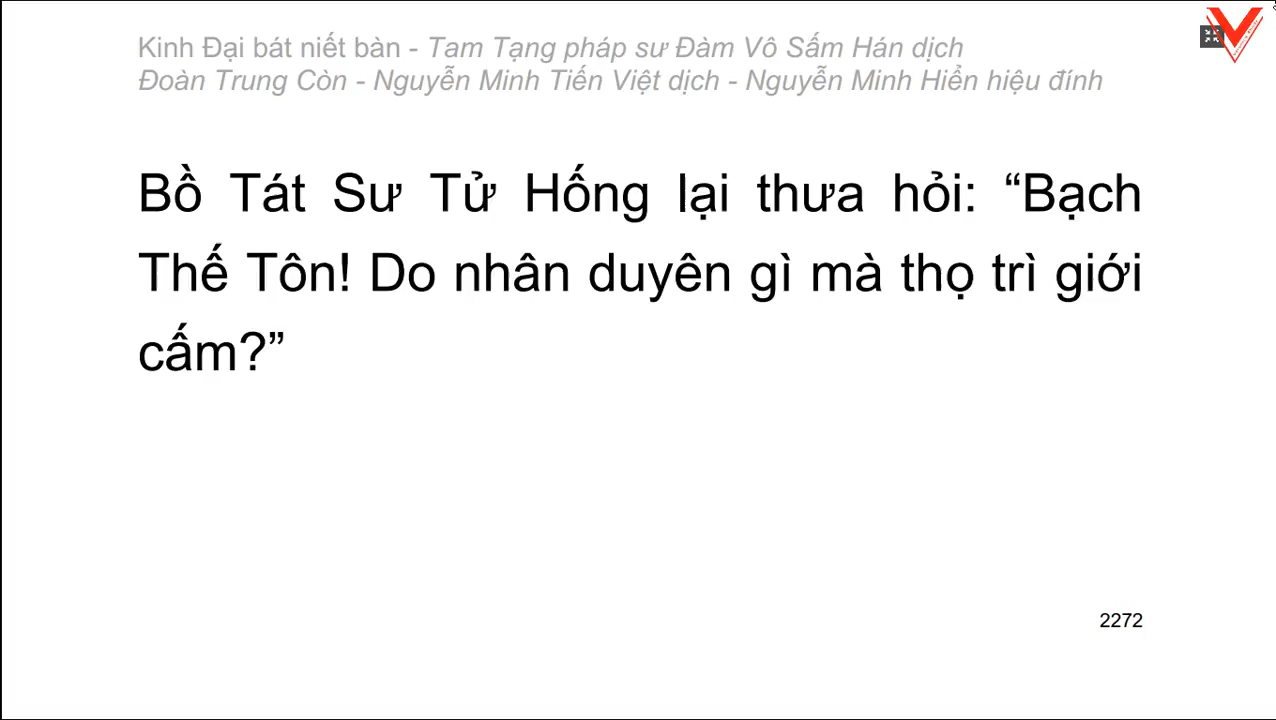 Kinh Đại bát niết bàn - Tam Tạng pháp sư Đàm Vô Sấm Hán dịch
Đoàn Trung Còn - Nguyễn Minh Tiến Việt dịch - Nguyễn Minh Hiển hiệu đính
Bồ Tát Sư Tử Hống lại thưa hỏi: “Bạch
Thế Tôn! Do nhân duyên gì mà thọ trì giới
cấm?”
2272